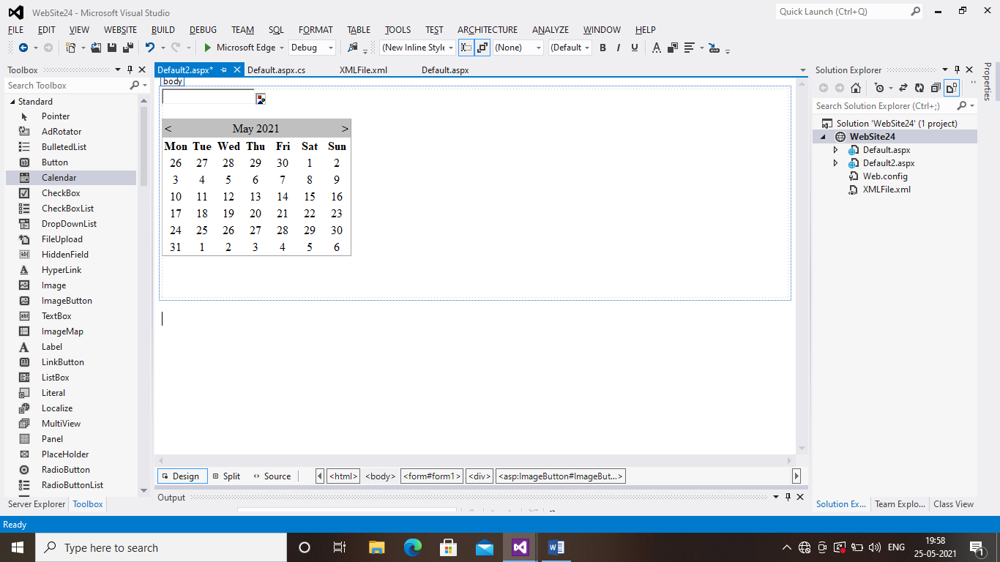 WebSite24 - Microsoft Visual Studio
Quick Launch (Ctrl+Q)
FILE EDIT VIEW WEBSITE BUILD DEBUG TEAM SQL FORMAT TABLE TOOLS TEST ARCHITECTURE ANALYZE WINDOW HELP
Microsoft Edge Debug (New Inline Style (None) (Default B I U A
Toolbox
Search Toolbox
Standard
Pointer
AdRotator
BulletedList
Button
Calendar
CheckBox
CheckBoxList
DropDownList
FileUpload
HiddenField
HyperLink
Image
ImageButton
TextBox
ImageMap
Label
LinkButton
ListBox
Literal
Localize
MultiView
Panel
PlaceHolder
RadioButton
RadioButtonList
Server Explorer Toolbox
Default2.aspx* Default.aspx.cs XMLFile.xml Default.aspx
body
< May 2021 >
Mon Tue Wed Thu Fri Sat Sun
26 27 28 29 30 1 2
3 4 5 6 7 8 9
10 11 12 13 14 15 16
17 18 19 20 21 22 23
24 25 26 27 28 29 30
31 1 2 3 4 5 6
Design Split Source <html> <body> <form#form1> <div> <asp:ImageButton#ImageBut...>
Output
Solution Explorer
Search Solution Explorer (Ctrl+;)
Solution 'WebSite24' (1 project)
WebSite24
Default.aspx
Default2.aspx
Web.config
XMLFile.xml
Solution Ex... Team Explo... Class View
Properties
Ready
Type here to search
ENG
19:58
25-05-2021
1